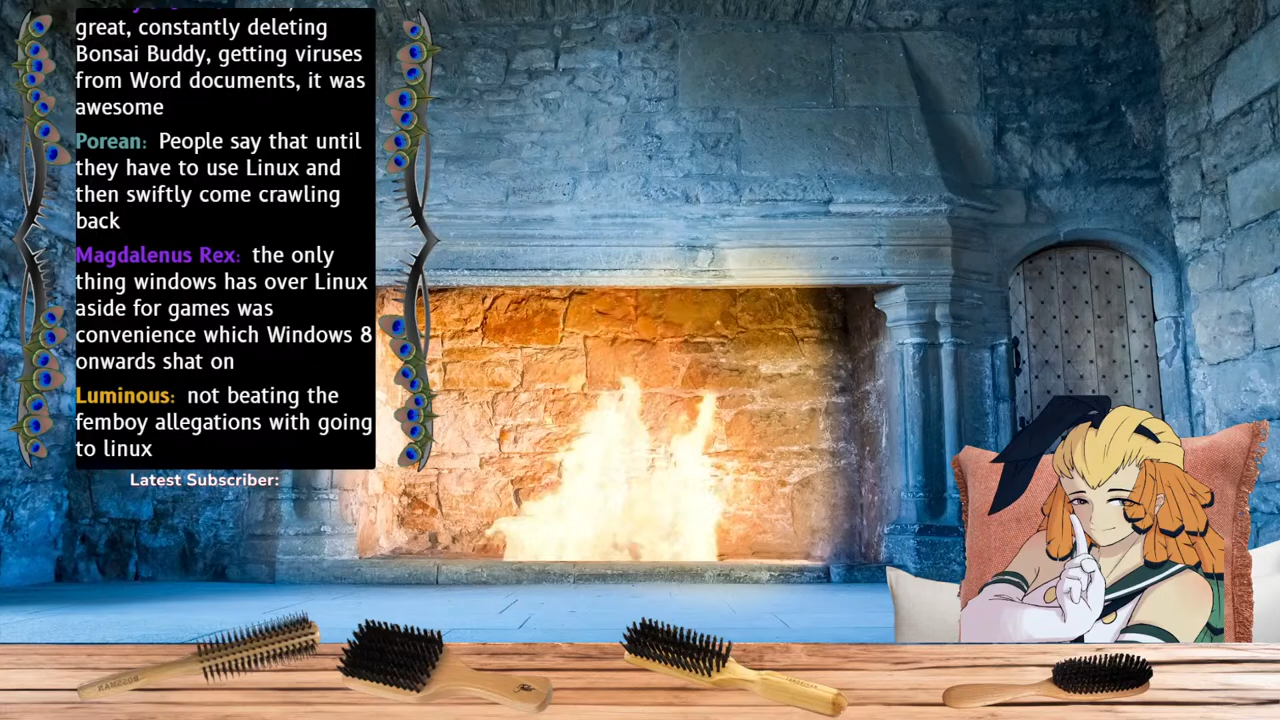 great, constantly deleting
Bonsai Buddy, getting viruses
from Word documents, it was
awesome
Porean: People say that until
they have to use Linux and
then swiftly come crawling
back
Magdalenus Rex: the only
thing windows has over Linux
aside for games was
convenience which Windows 8
onwards shat on
Luminous: not beating the
femboy allegations with going
to linux
Latest Subscriber: